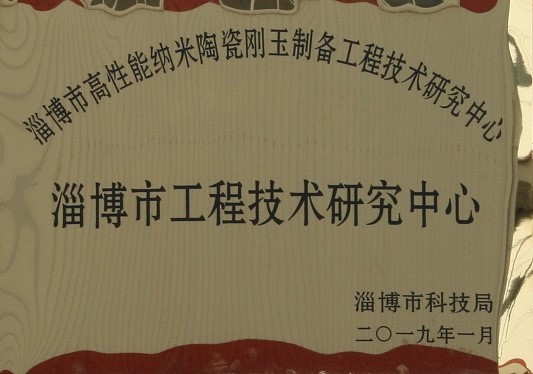 淄博市高性能纳米陶瓷刚玉制备工程技术研究中心
淄博市工程技术研究中心
淄博市科技局
二〇一九年一月